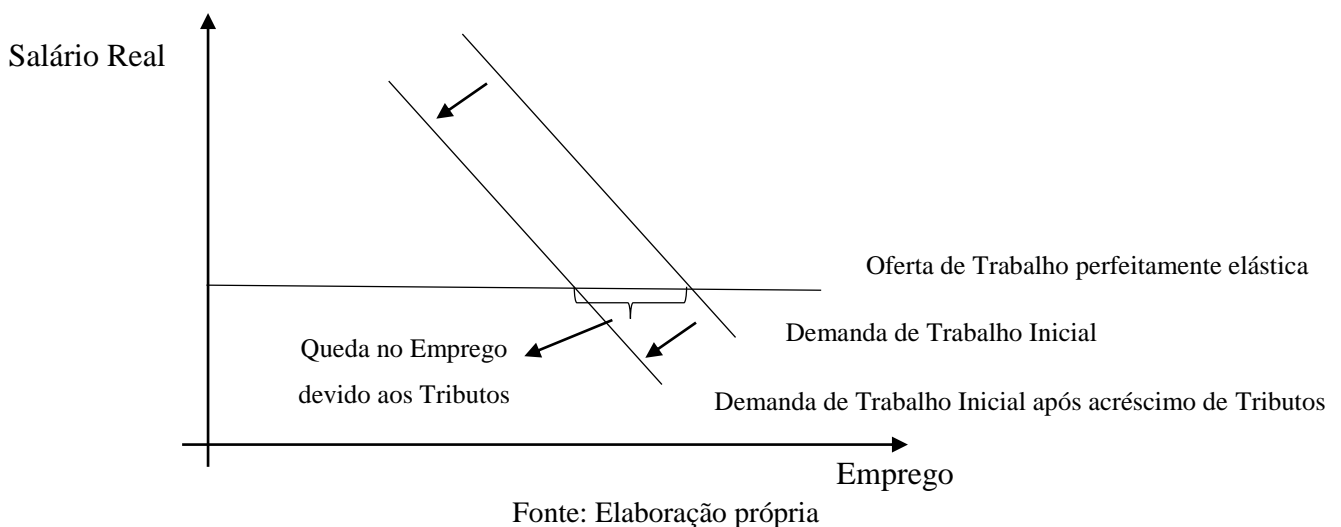 Salário Real
Oferta de Trabalho perfeitamente elástica
Demanda de Trabalho Inicial
Queda no Emprego
devido aos Tributos
Demanda de Trabalho Inicial após acréscimo de Tributos
Emprego
Fonte: Elaboração própria